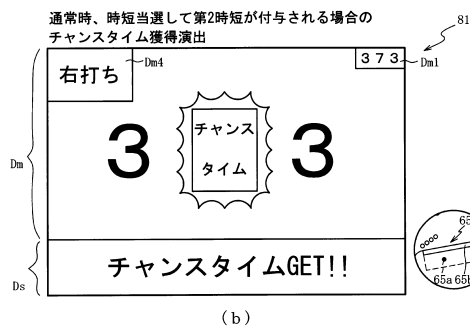 通常時、時短当選して第2時短が付与される場合の
チャンスタイム獲得演出
81
右打ち
Dm4
373
Dm1
3
チャンス
タイム
3
Dm
65
チャンスタイムGET!!
Ds
65a
65b
(b)